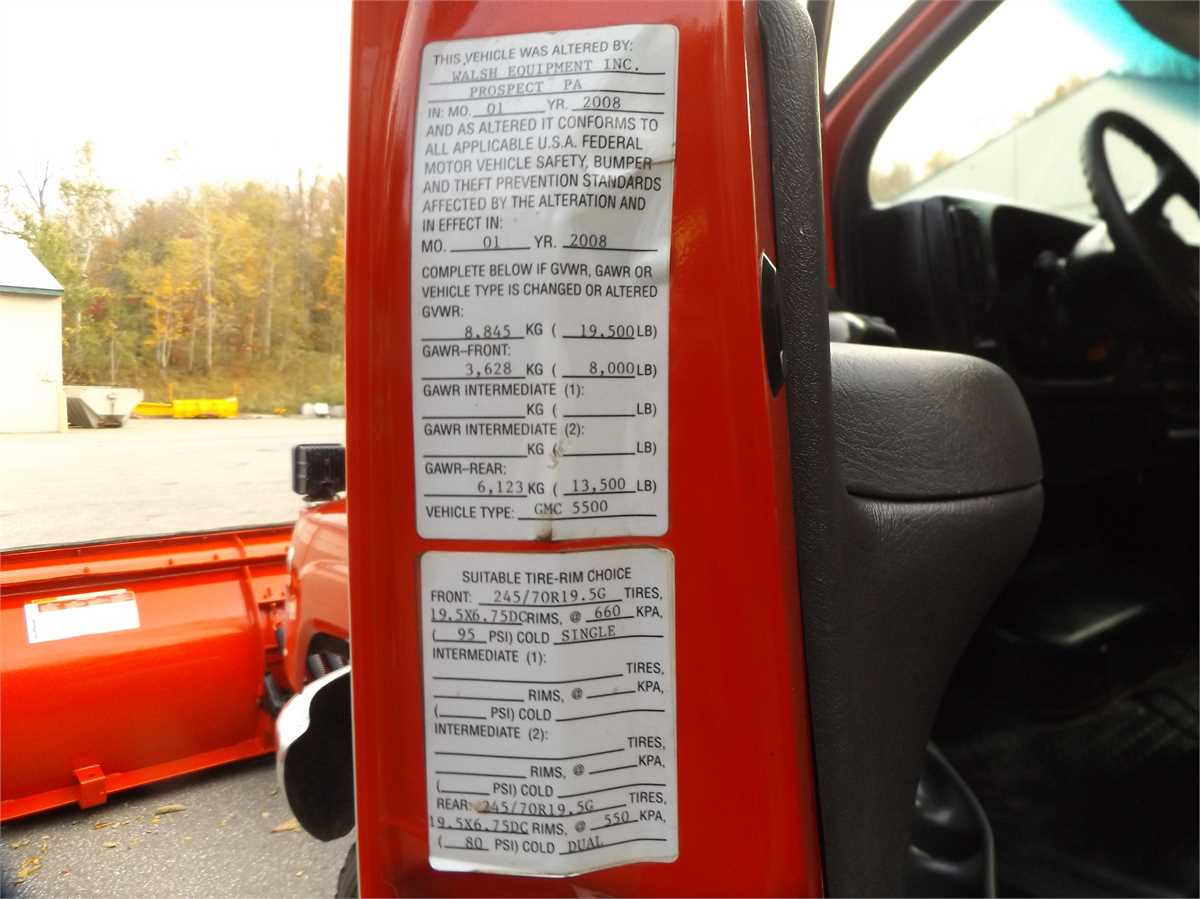 THIS VEHICLE WAS ALTERED BY:
WALSH EQUIPMENT INC.
PROSPECT PA
IN: MO. 01 YR. 2008
AND AS ALTERED IT CONFORMS TO
ALL APPLICABLE U.S.A. FEDERAL
MOTOR VEHICLE SAFETY, BUMPER
AND THEFT PREVENTION STANDARDS
AFFECTED BY THE ALTERATION AND
IN EFFECT IN:
MO. 01 YR. 2008
COMPLETE BELOW IF GVWR, GAWR OR
VEHICLE TYPE IS CHANGED OR ALTERED
GVWR:
8,845 KG ( 19,500 LB)
GAWR–FRONT:
3,628 KG ( 8,000 LB)
GAWR INTERMEDIATE (1):
KG ( LB)
GAWR INTERMEDIATE (2):
KG ( LB)
GAWR–REAR:
6,123 KG ( 13,500 LB)
VEHICLE TYPE: GMC 5500
SUITABLE TIRE-RIM CHOICE
FRONT: 245/70R19.5G TIRES,
19.5X6.75DC RIMS, @ 660 KPA,
( 95 PSI) COLD SINGLE
INTERMEDIATE (1):
TIRES,
RIMS, @ KPA,
( PSI) COLD
INTERMEDIATE (2):
TIRES,
RIMS, @ KPA,
( PSI) COLD
REAR: 245/70R19.5G TIRES,
19.5X6.75DC RIMS, @ 550 KPA,
( 80 PSI) COLD DUAL